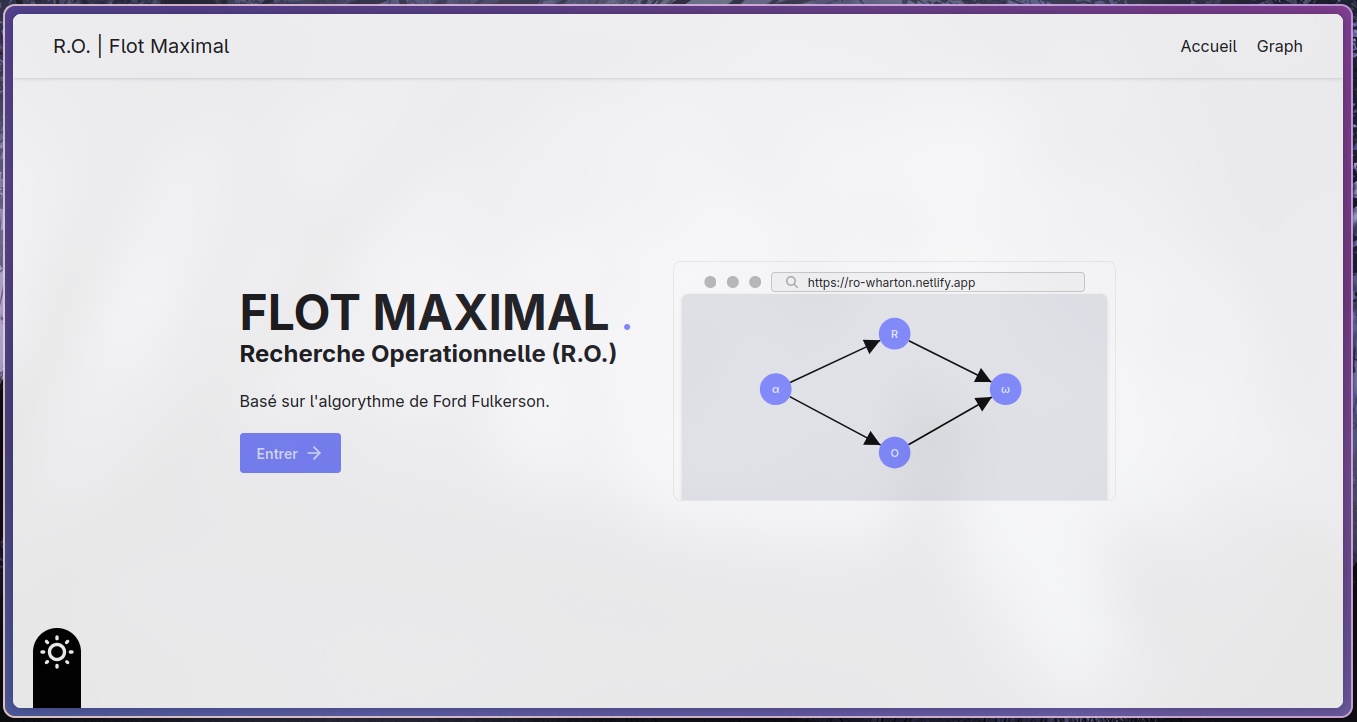 R.O. | Flot Maximal
Accueil Graph
FLOT MAXIMAL .
Recherche Operationnelle (R.O.)
Basé sur l'algorythme de Ford Fulkerson.
Entrer
https://ro-wharton.netlify.app
R
α
ω
O